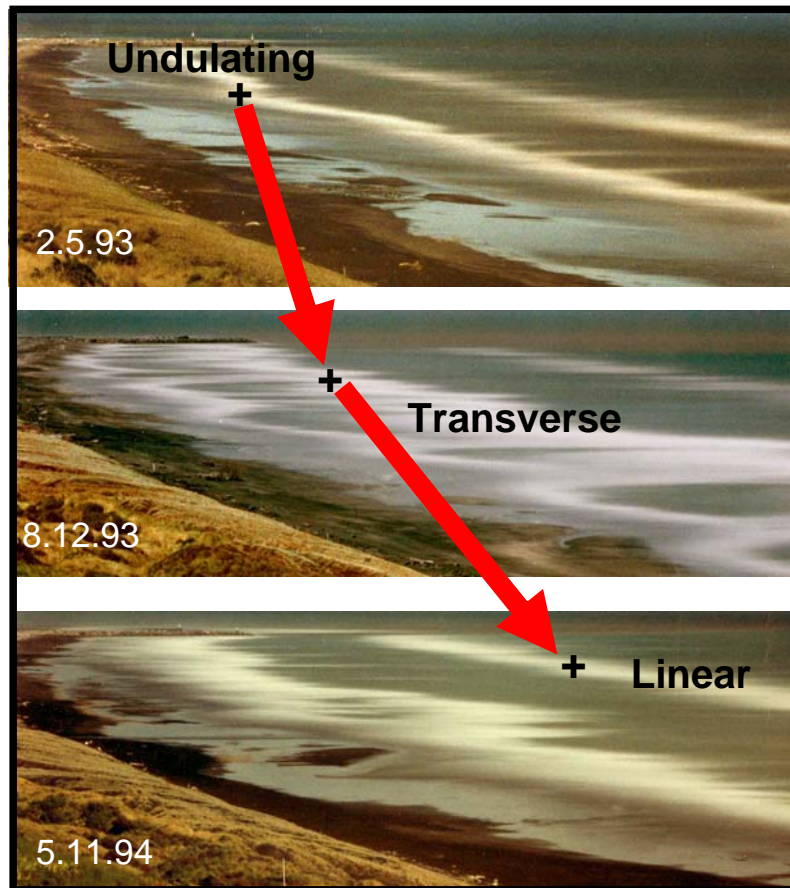 Undulating
+
2.5.93
+
Transverse
8.12.93
+
Linear
5.11.94